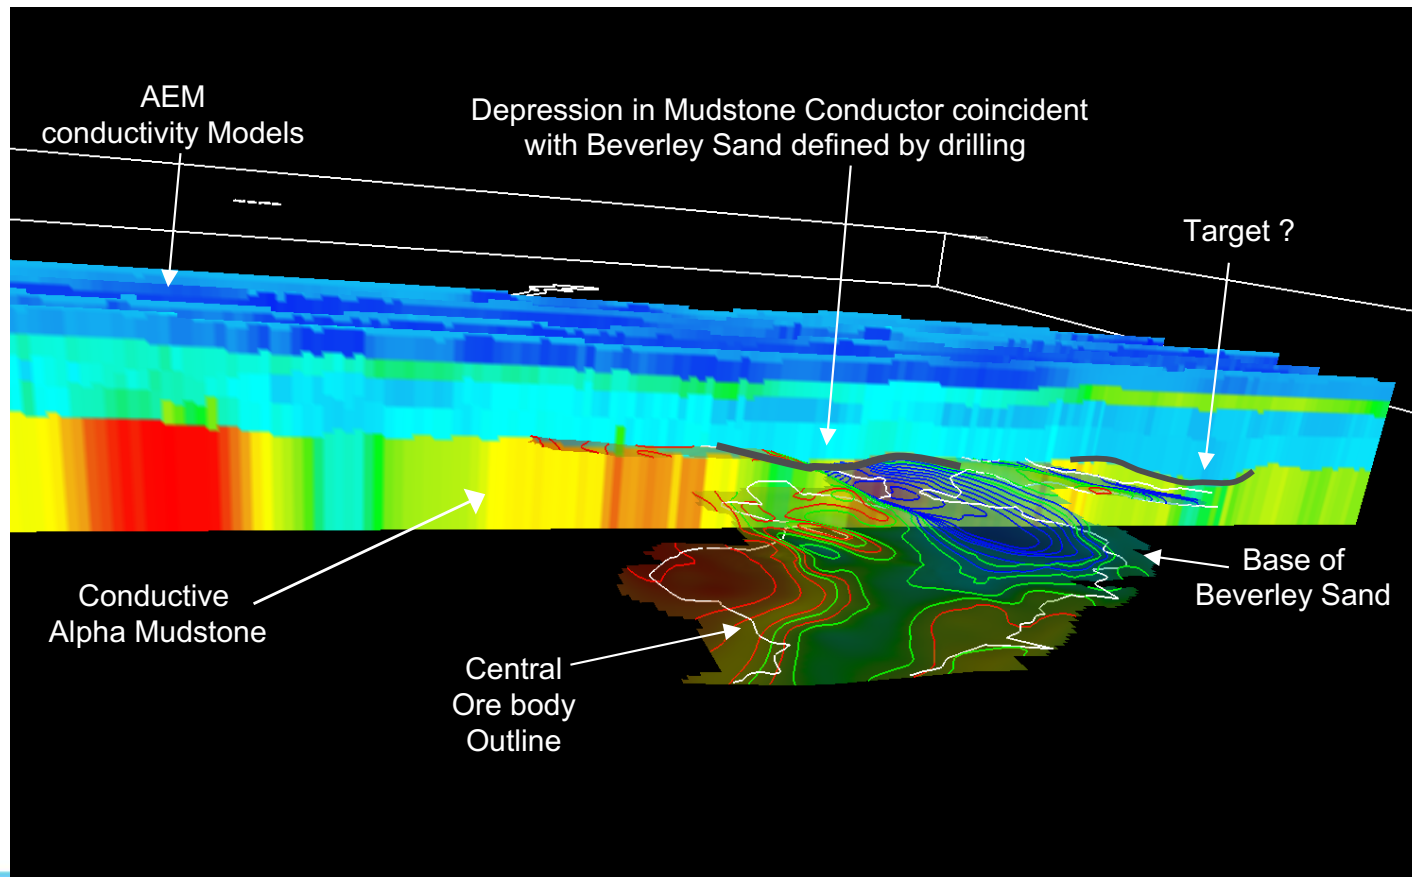 AEM
conductivity Models
Depression in Mudstone Conductor coincident
with Beverley Sand defined by drilling
Target ?
Conductive
Alpha Mudstone
Central
Ore body
Outline
Base of
Beverley Sand